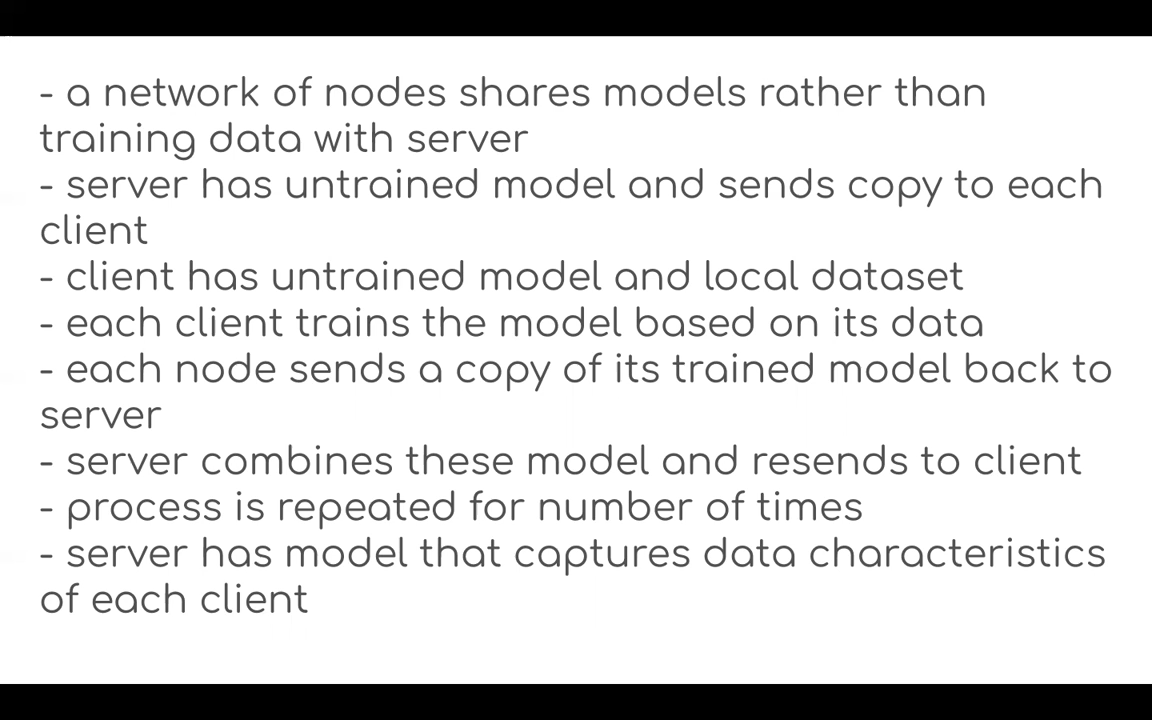 - a network of nodes shares models rather than
training data with server
- server has untrained model and sends copy to each
client
- client has untrained model and local dataset
- each client trains the model based on its data
- each node sends a copy of its trained model back to
server
- server combines these model and resends to client
- process is repeated for number of times
- server has model that captures data characteristics
of each client